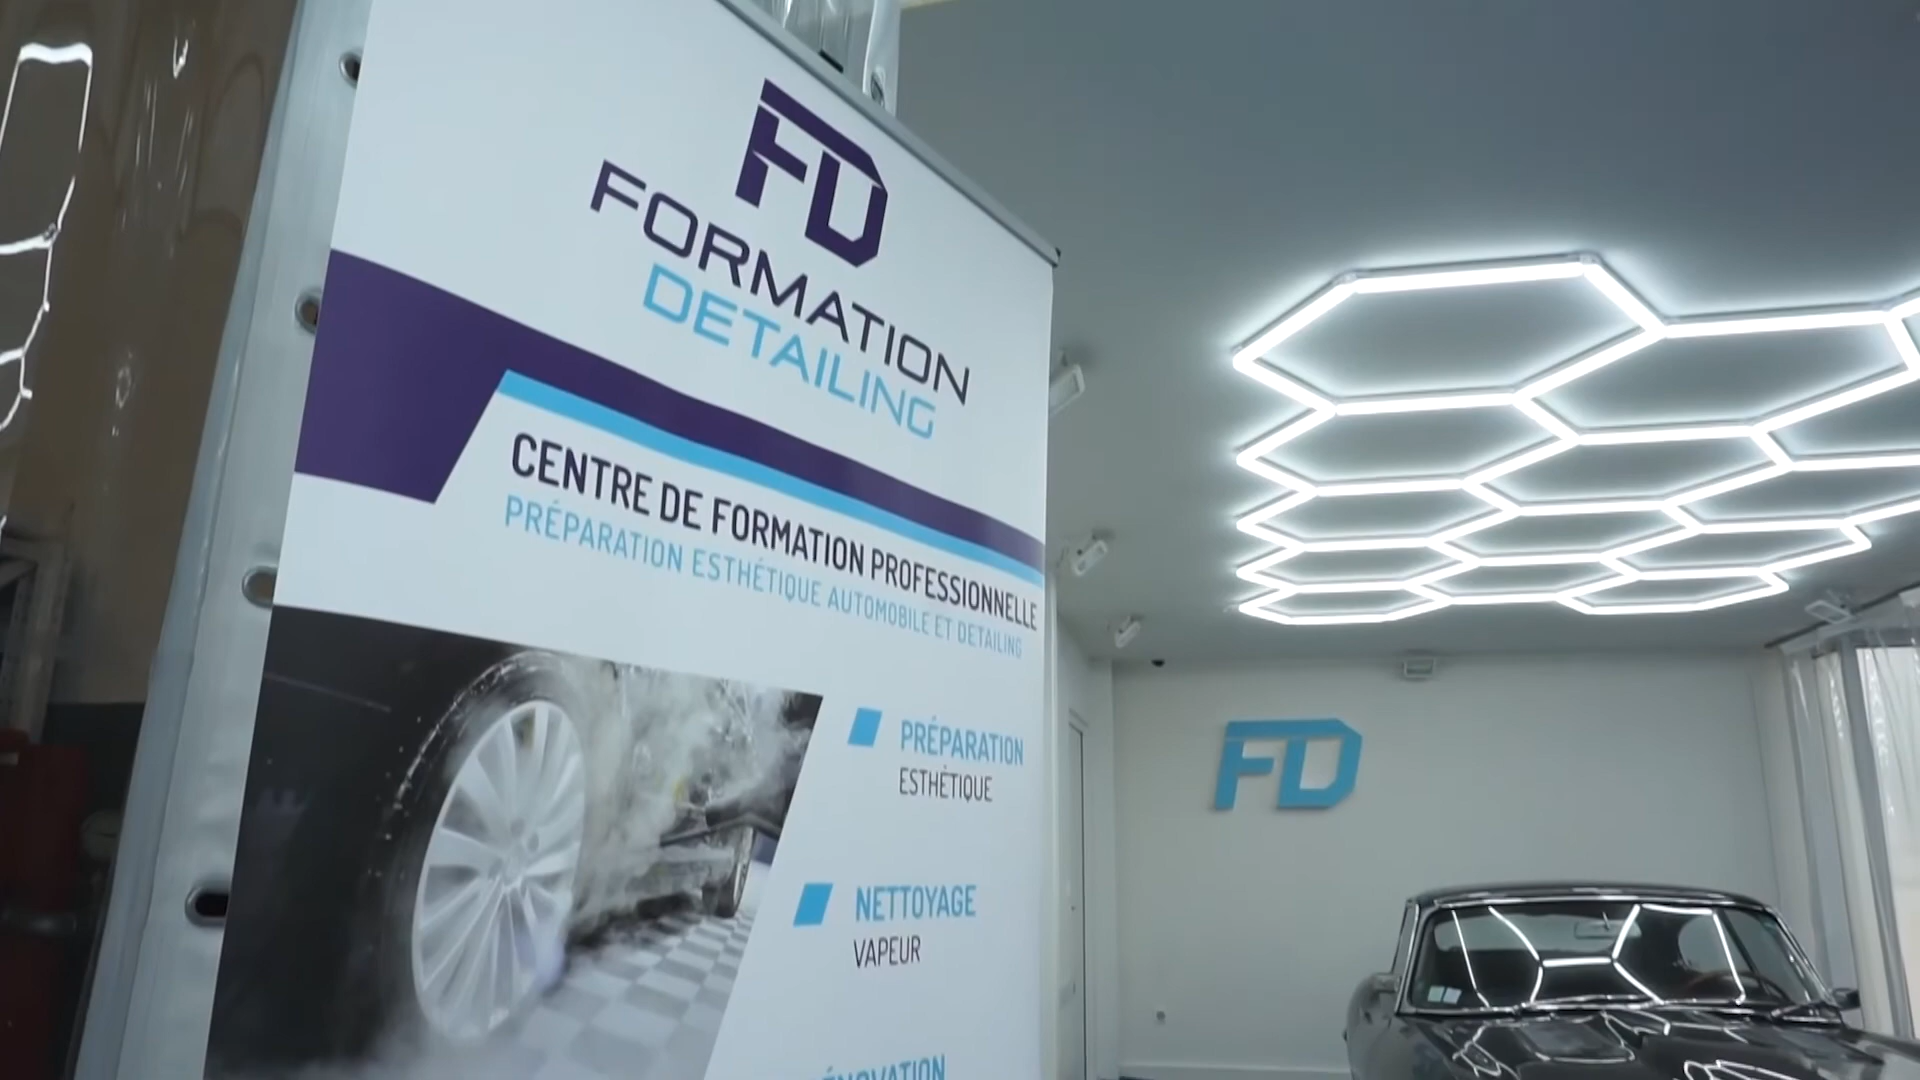 FD
FORMATION
DETAILING
CENTRE DE FORMATION PROFESSIONNELLE
PRÉPARATION ESTHÉTIQUE AUTOMOBILE ET DETAILING
PRÉPARATION
ESTHÉTIQUE
NETTOYAGE
VAPEUR
FD